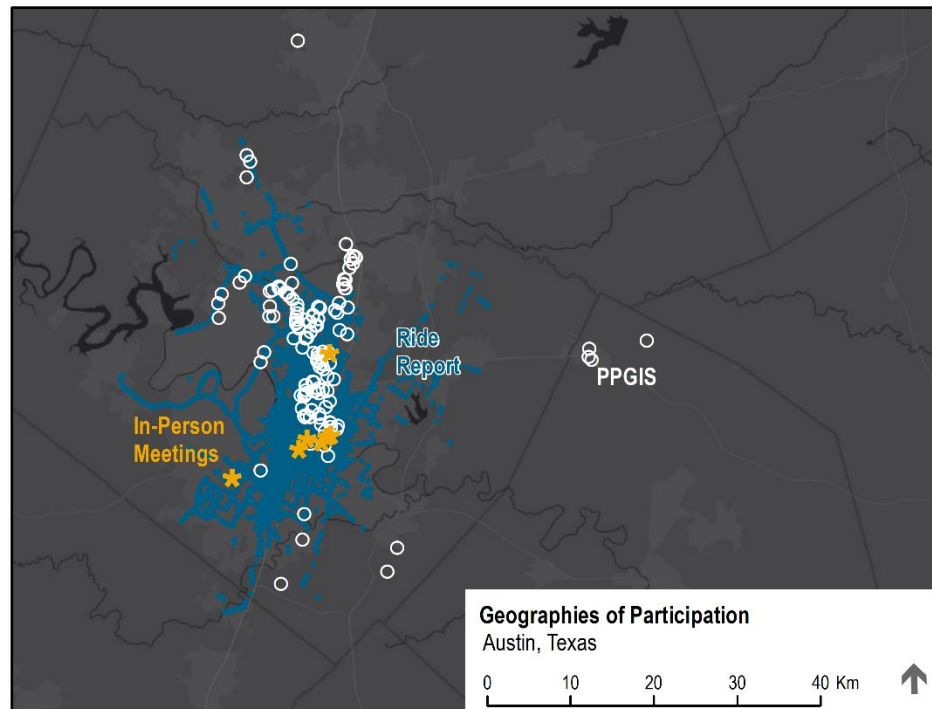 Ride
Report
PPGIS
In-Person
Meetings
Geographies of Participation
Austin, Texas
0 10 20 30 40 Km